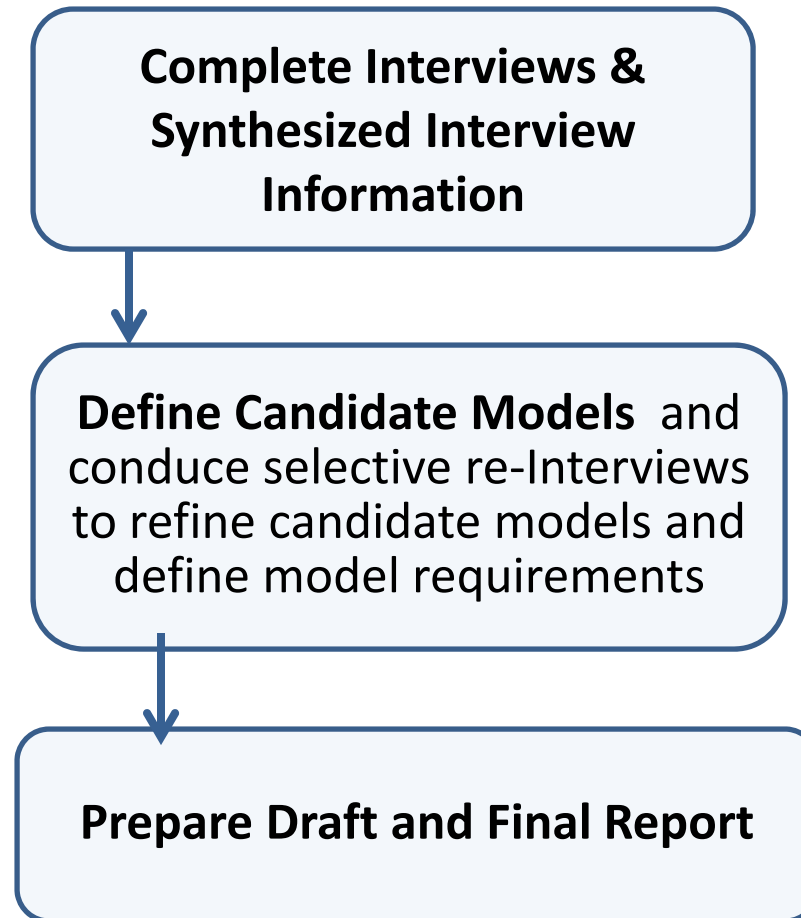 Complete Interviews &
Synthesized Interview
Information
Define Candidate Models  and
conduce selective re-Interviews
to refine candidate models and
define model requirements
Prepare Draft and Final Report